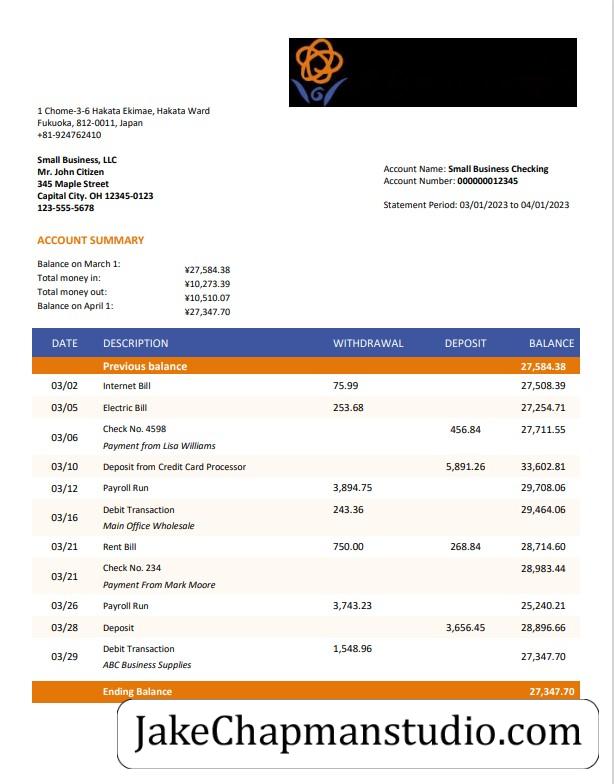 1 Chome-3-6 Hakata Ekimae, Hakata Ward
Fukuoka, 812-0011, Japan
+81-924762410
Small Business, LLC
Mr. John Citizen
345 Maple Street
Capital City. OH 12345-0123
123-555-5678
Account Name: Small Business Checking
Account Number: 000000012345
Statement Period: 03/01/2023 to 04/01/2023
ACCOUNT SUMMARY
Balance on March 1: ¥27,584.38
Total money in: ¥10,273.39
Total money out: ¥10,510.07
Balance on April 1: ¥27,347.70
DATE DESCRIPTION WITHDRAWAL DEPOSIT BALANCE
Previous balance 27,584.38
03/02 Internet Bill 75.99 27,508.39
03/05 Electric Bill 253.68 27,254.71
03/06 Check No. 4598 456.84 27,711.55
Payment from Lisa Williams
03/10 Deposit from Credit Card Processor 5,891.26 33,602.81
03/12 Payroll Run 3,894.75 29,708.06
03/16 Debit Transaction 243.36 29,464.06
Main Office Wholesale
03/21 Rent Bill 750.00 268.84 28,714.60
03/21 Check No. 234 28,983.44
Payment From Mark Moore
03/26 Payroll Run 3,743.23 25,240.21
03/28 Deposit 3,656.45 28,896.66
03/29 Debit Transaction 1,548.96 27,347.70
ABC Business Supplies
Ending Balance 27,347.70
JakeChapmanstudio.com